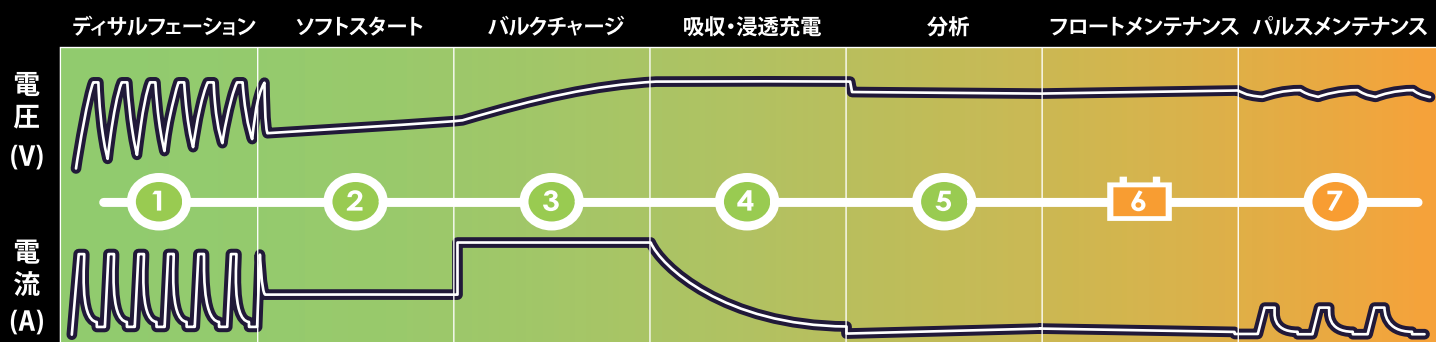 ディサルフェーション
ソフトスタート
バルクチャージ
吸収・浸透充電
分析
フロートメンテナンス
パルスメンテナンス
電圧(V)
1
2
3
4
5
6
7
電流(A)